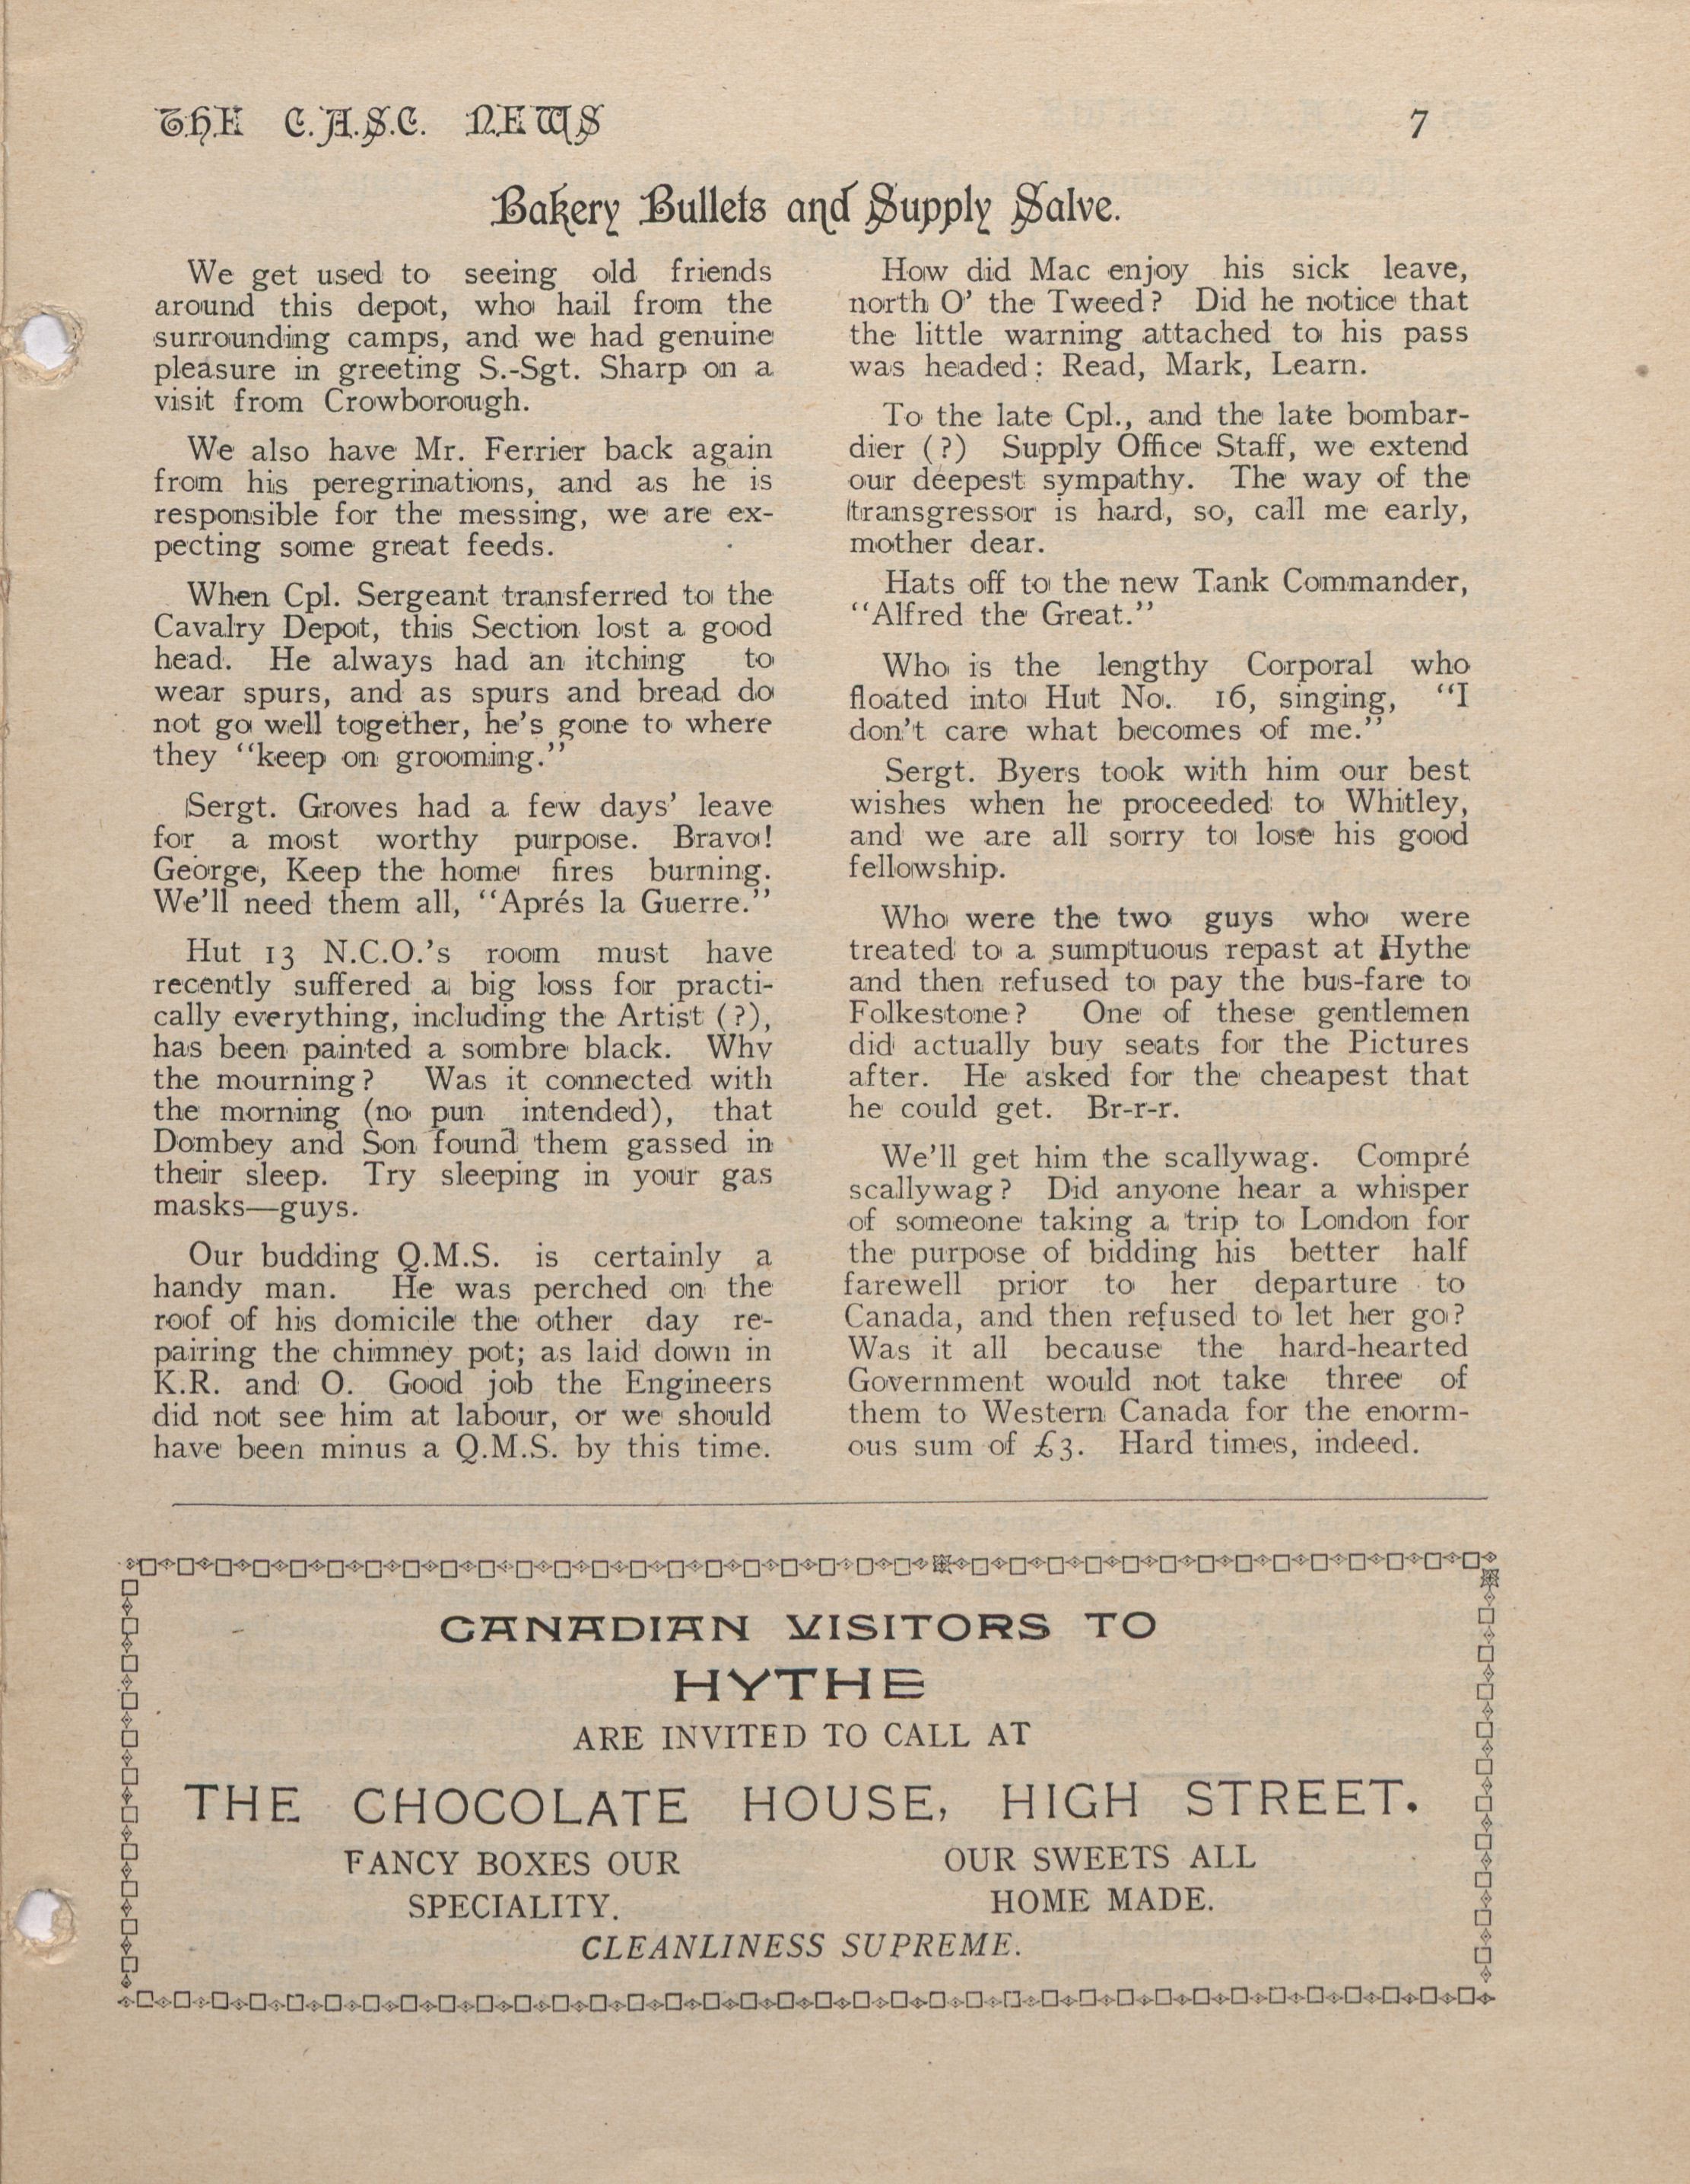 THE C.A.S.C. NEWS 7
Bakery Bullets and Supply Salve.
We get used to seeing old friends
around this depot, who hail from the
surrounding camps, and we had genuine
pleasure in greeting S.-Sgt. Sharp on a
visit from Crowborough.
We also have Mr. Ferrier back again
from his peregrinations, and as he is
responsible for the messing, we are ex-
pecting some great feeds.
When Cpl. Sergeant transferred to the
Cavalry Depot, this Section lost a good
head. He always had an itching to
wear spurs, and as spurs and bread do
not go well together, he's gone to where
they "keep on grooming."
Sergt. Groves had a few days' leave
for a most worthy purpose. Bravo!
George, Keep the home fires burning.
We'll need them all, "Aprés la Guerre."
Hut 13 N.C.O.'s room must have
recently suffered a big loss for practi-
cally everything, including the Artist (?),
has been painted a sombre black. Why
the mourning? Was it connected with
the morning (no pun intended), that
Dombey and Son found them gassed in
their sleep. Try sleeping in your gas
masks—guys.
Our budding Q.M.S. is certainly a
handy man. He was perched on the
roof of his domicile the other day re-
pairing the chimney pot; as laid down in
K.R. and O. Good job the Engineers
did not see him at labour, or we should
have been minus a Q.M.S. by this time.
How did Mac enjoy his sick leave,
north O' the Tweed? Did he notice that
the little warning attached to his pass
was headed: Read, Mark, Learn.
To the late Cpl., and the late bombar-
dier (?) Supply Office Staff, we extend
our deepest sympathy. The way of the
transgressor is hard, so, call me early,
mother dear.
Hats off to the new Tank Commander,
"Alfred the Great."
Who is the lengthy Corporal who
floated into Hut No. 16, singing, "I
don't care what becomes of me."
Sergt. Byers took with him our best
wishes when he proceeded to Whitley,
and we are all sorry to lose his good
fellowship.
Who were the two guys who were
treated to a sumptuous repast at Hythe
and then refused to pay the bus-fare to
Folkestone? One of these gentlemen
did actually buy seats for the Pictures
after. He asked for the cheapest that
he could get. Br-r-r.
We'll get him the scallywag. Compré
scallywag? Did anyone hear a whisper
of someone taking a trip to London for
the purpose of bidding his better half
farewell prior to her departure to
Canada, and then refused to let her go?
Was it all because the hard-hearted
Government would not take three of
them to Western Canada for the enorm-
ous sum of £3. Hard times, indeed.
CANADIAN VISITORS TO
HYTHE
ARE INVITED TO CALL AT
THE CHOCOLATE HOUSE, HIGH STREET.
FANCY BOXES OUR
SPECIALITY.
OUR SWEETS ALL
HOME MADE.
CLEANLINESS SUPREME.